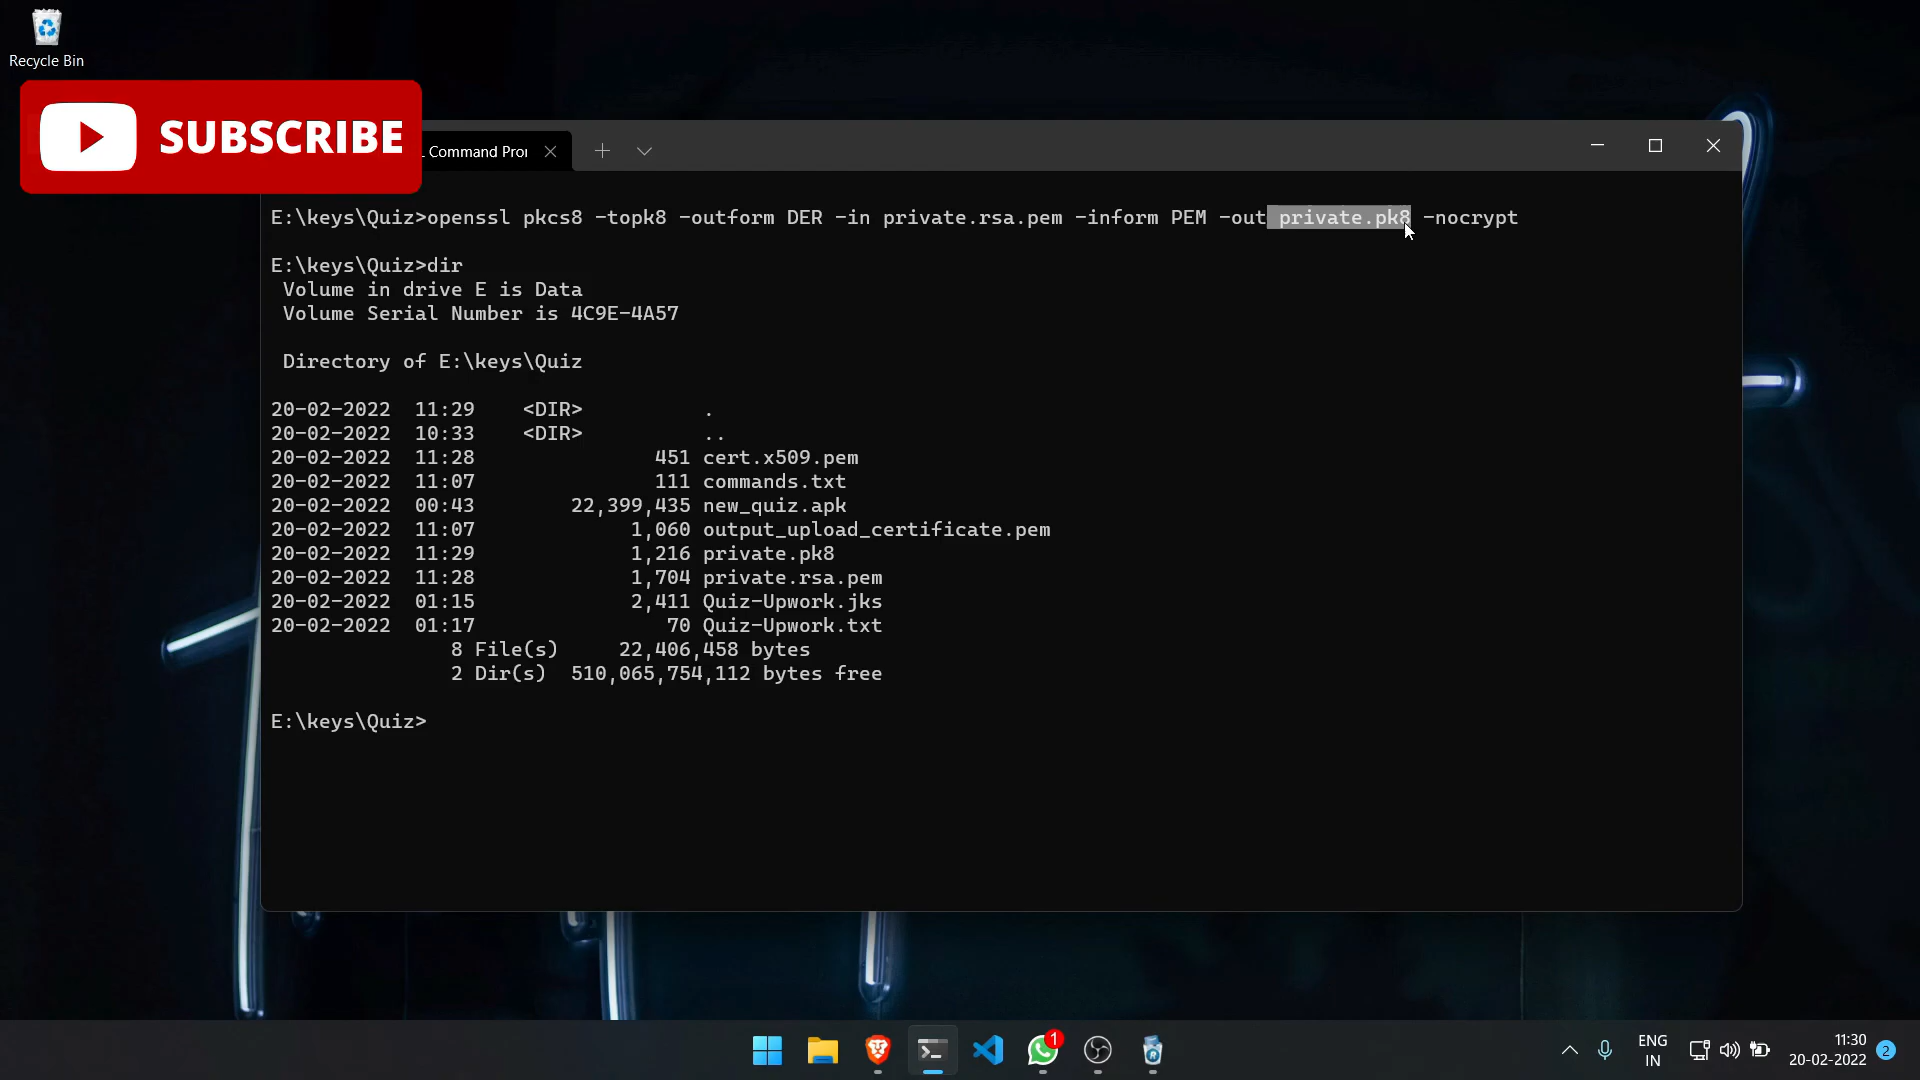 Recycle Bin
SUBSCRIBE
L Command Pro
E:\keys\Quiz>openssl pkcs8 -topk8 -outform DER -in private.rsa.pem -inform PEM -out private.pk8 -nocrypt
E:\keys\Quiz>dir
Volume in drive E is Data
Volume Serial Number is 4C9E-4A57
Directory of E:\keys\Quiz
20-02-2022  11:29    <DIR>          .
20-02-2022  10:33    <DIR>          ..
20-02-2022  11:28               451 cert.x509.pem
20-02-2022  11:07               111 commands.txt
20-02-2022  00:43        22,399,435 new_quiz.apk
20-02-2022  11:07             1,060 output_upload_certificate.pem
20-02-2022  11:29             1,216 private.pk8
20-02-2022  11:28             1,704 private.rsa.pem
20-02-2022  01:15             2,411 Quiz-Upwork.jks
20-02-2022  01:17                70 Quiz-Upwork.txt
8 File(s)     22,406,458 bytes
2 Dir(s)  510,065,754,112 bytes free
E:\keys\Quiz>
1
ENG
IN
11:30
20-02-2022
2